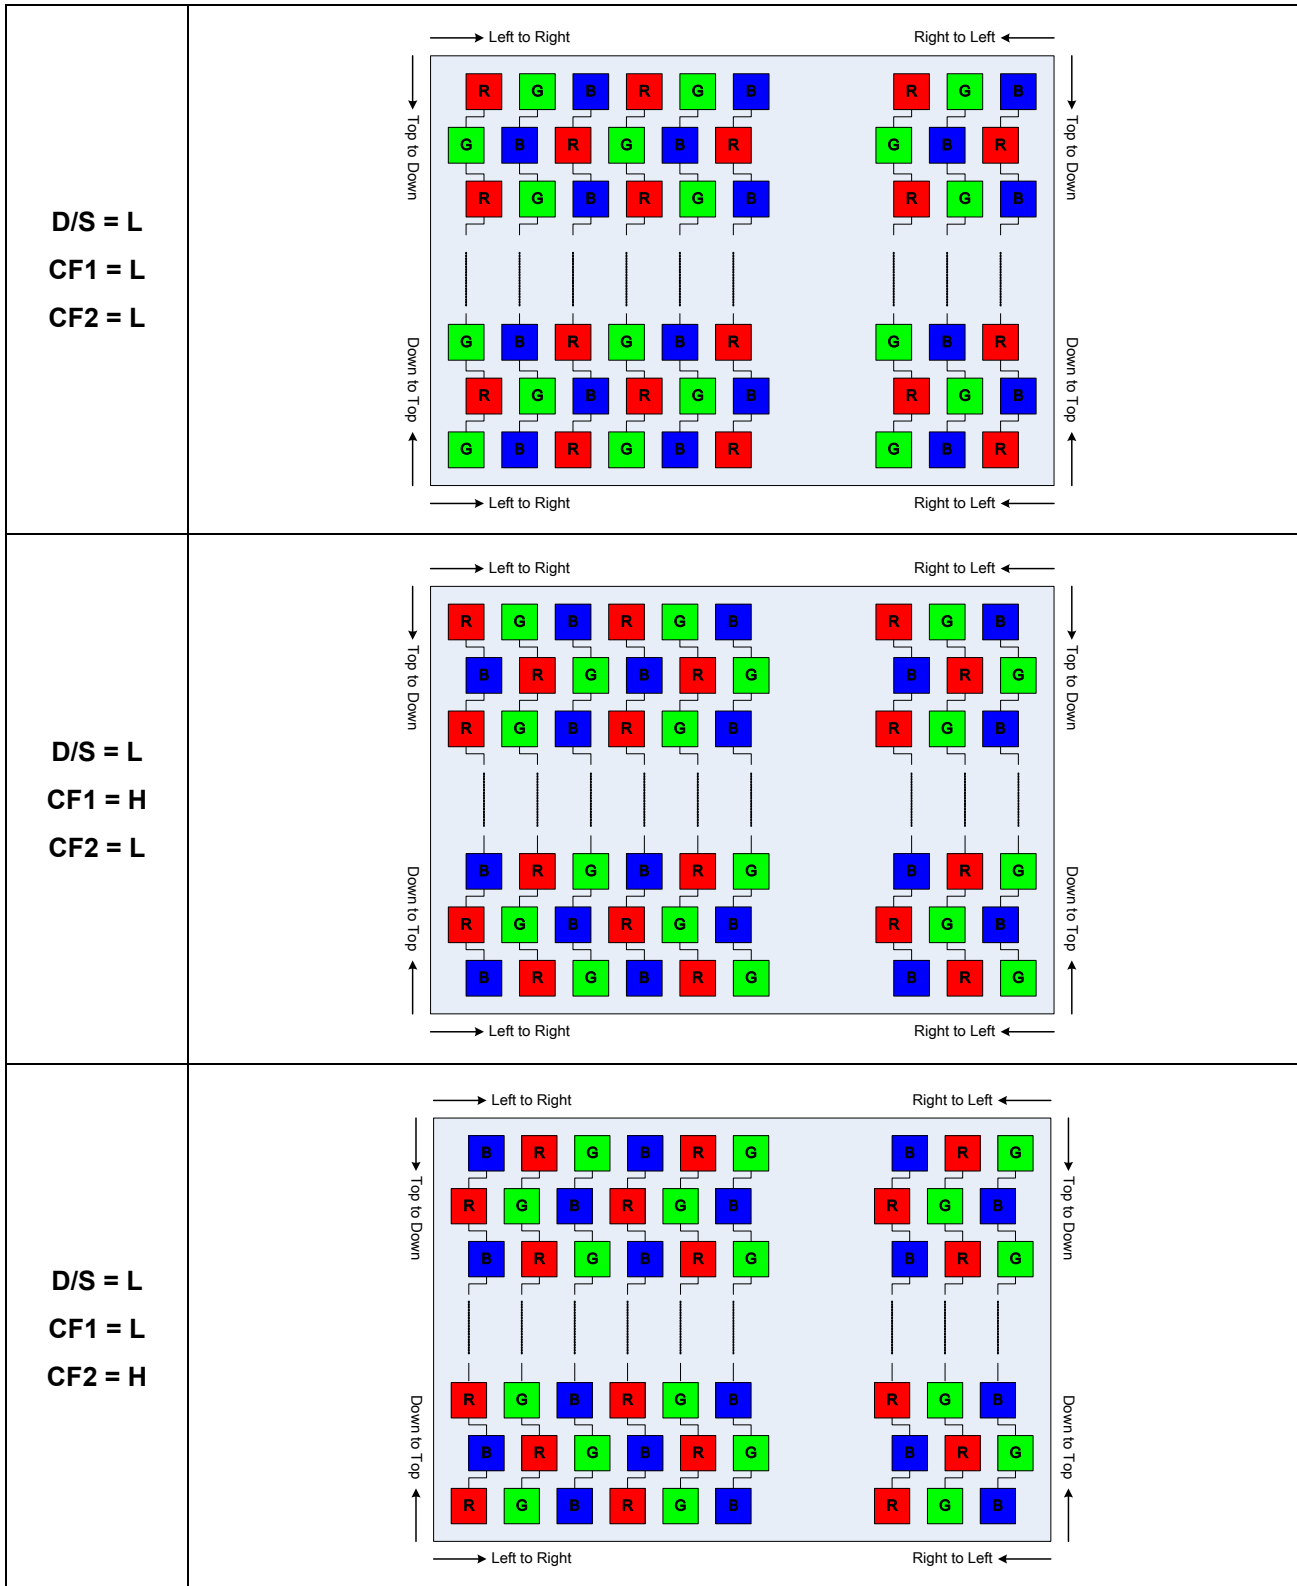 D/S = L
CF1 = L
CF2 = L
Left to Right
Right to Left
Top to Down
Top to Down
R G B R G B R G B
G B R G B R G B R
R G B R G B R G B
Down to Top
Down to Top
G B R G B R G B R
R G B R G B R G B
G B R G B R G B R
Left to Right
Right to Left
D/S = L
CF1 = H
CF2 = L
Left to Right
Right to Left
Top to Down
Top to Down
R G B R G B R G B
B R G B R G B R G
R G B R G B R G B
Down to Top
Down to Top
B R G B R G B R G
R G B R G B R G B
B R G B R G B R G
Left to Right
Right to Left
D/S = L
CF1 = L
CF2 = H
Left to Right
Right to Left
Top to Down
Top to Down
B R G B R G B R G
R G B R G B R G B
B R G B R G B R G
Down to Top
Down to Top
R G B R G B R G B
B R G B R G B R G
R G B R G B R G B
Left to Right
Right to Left